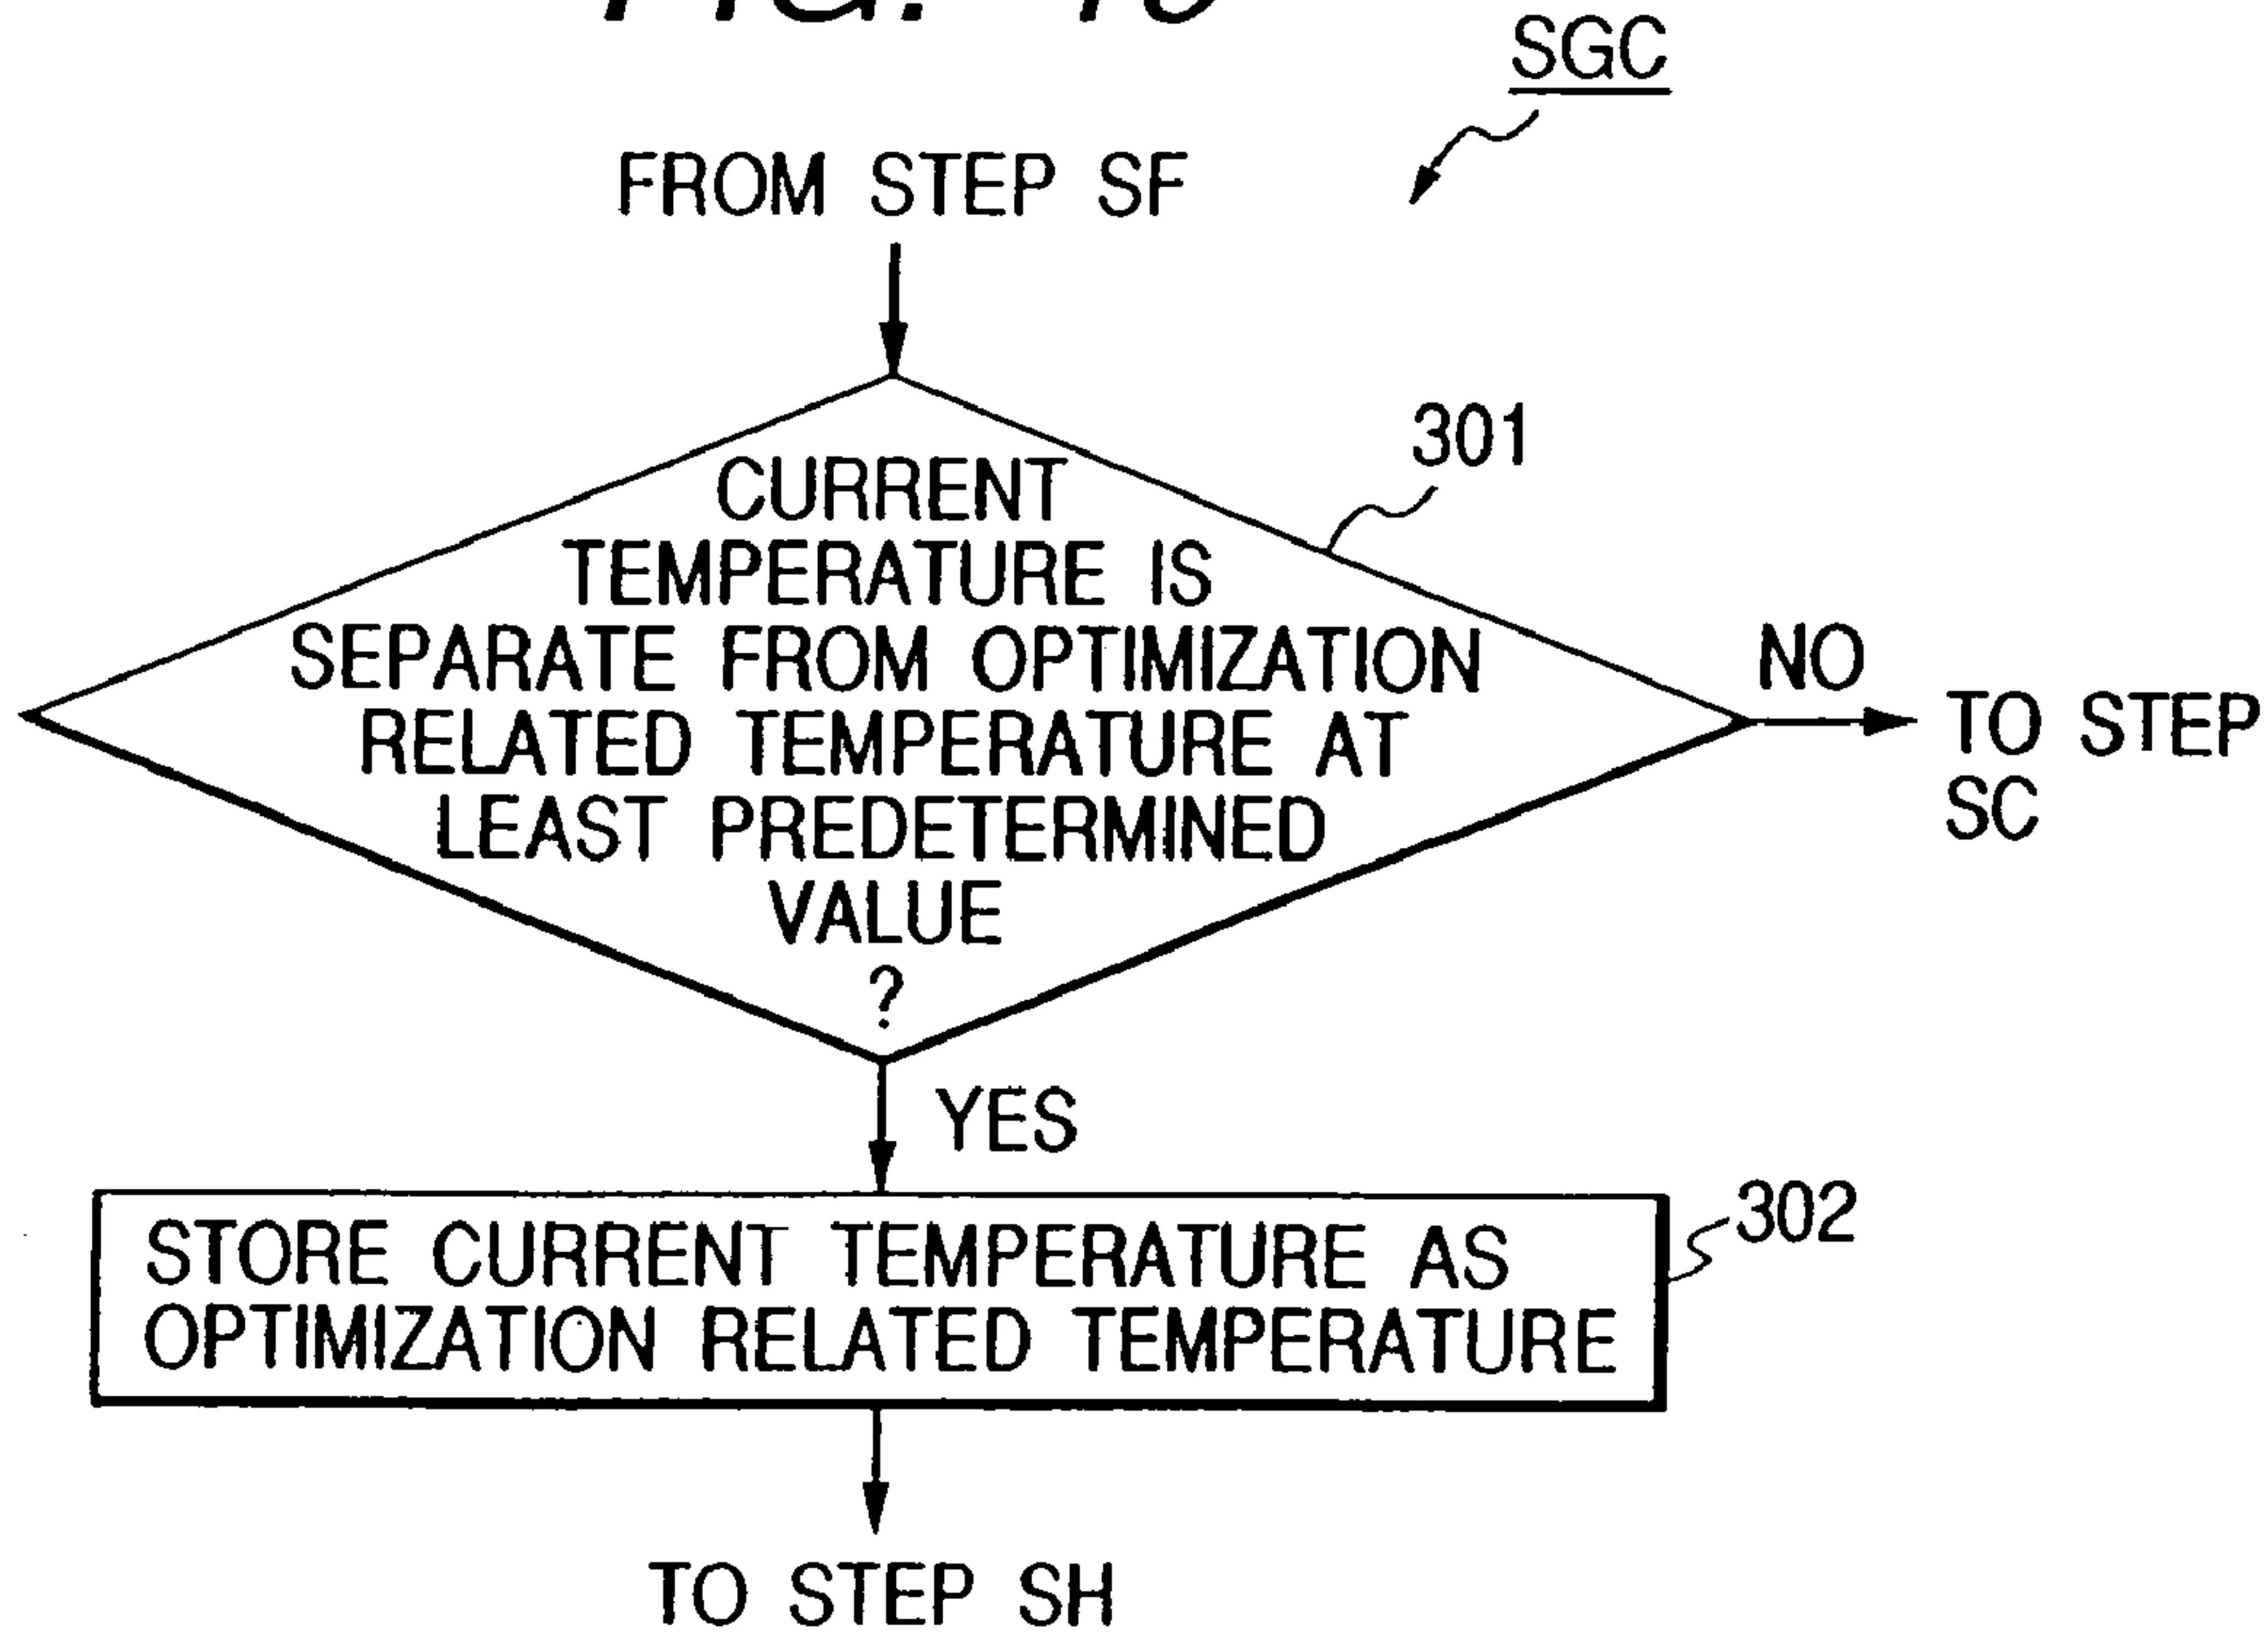 SGC
FROM STEP SF
301
CURRENT
TEMPERATURE IS
SEPARATE FROM OPTIMIZATION
RELATED TEMPERATURE AT
LEAST PREDETERMINED
VALUE
?
NO
TO STEP
SC
YES
302
STORE CURRENT TEMPERATURE AS
OPTIMIZATION RELATED TEMPERATURE
TO STEP SH